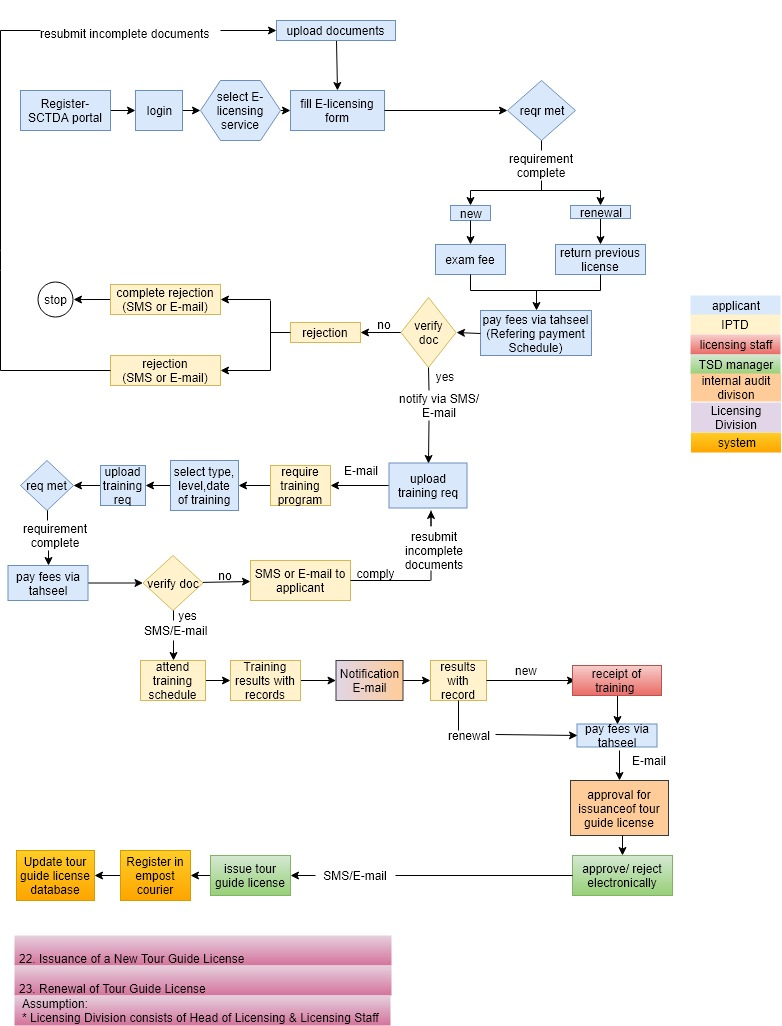 upload documents
resubmit incomplete documents
Register-
SCTDA portal
login
select E-
licensing
service
fill E-licensing
form
reqr met
requirement
complete
new
renewal
exam fee
return previous
license
pay fees via tahseel
(Refering payment
Schedule)
verify
doc
no
rejection
complete rejection
(SMS or E-mail)
stop
rejection
(SMS or E-mail)
yes
notify via SMS/
E-mail
applicant
IPTD
licensing staff
TSD manager
internal audit
divison
Licensing
Division
system
upload
training req
E-mail
require
training
program
select type,
level,date
of training
upload
training
req
req met
requirement
complete
pay fees via
tahseel
verify doc
no
SMS or E-mail to
applicant
comply
resubmit
incomplete
documents
yes
SMS/E-mail
attend
training
schedule
Training
results with
records
Notification
E-mail
results
with
record
new
receipt of
training
renewal
pay fees via
tahseel
E-mail
approval for
issuanceof tour
guide license
approve/ reject
electronically
SMS/E-mail
issue tour
guide license
Register in
empost
courier
Update tour
guide license
database
22. Issuance of a New Tour Guide License
23. Renewal of Tour Guide License
Assumption:
* Licensing Division consists of Head of Licensing & Licensing Staff